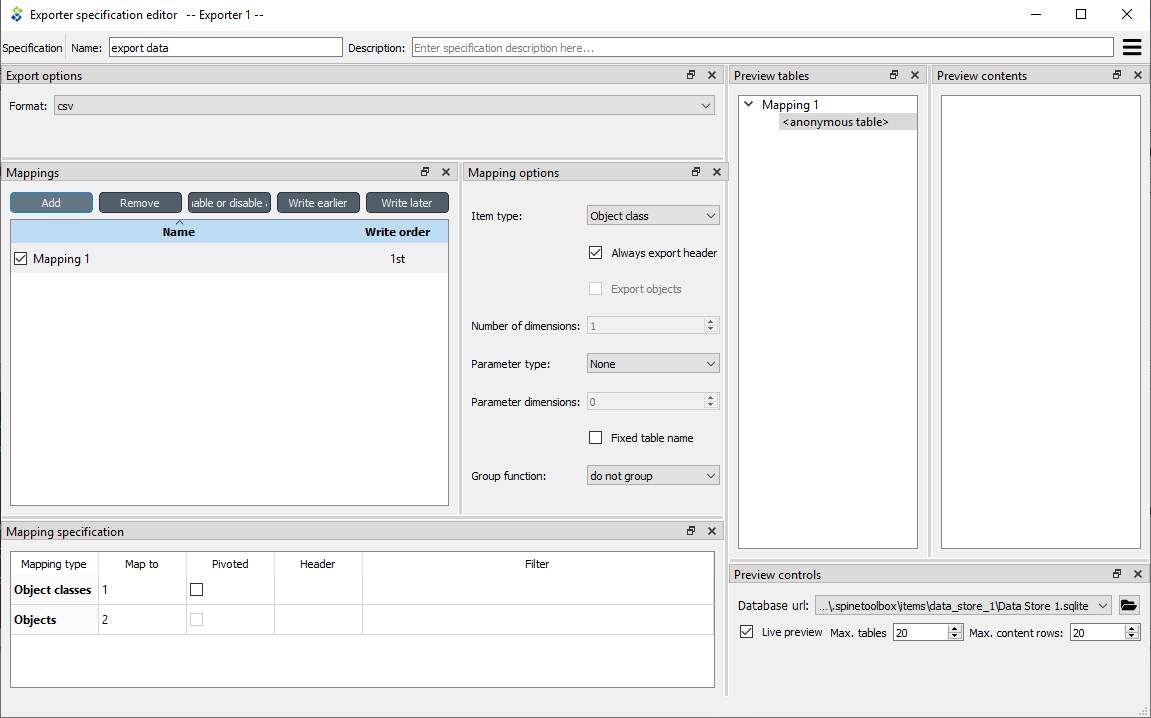 Exporter specification editor -- Exporter 1 --
Specification Name: export data Description: Enter specification description here...
Export options
Format: csv
Mappings
Add Remove able or disable Write earlier Write later
Name Write order
Mapping 1 1st
Mapping options
Item type: Object class
Always export header
Export objects
Number of dimensions: 1
Parameter type: None
Parameter dimensions: 0
Fixed table name
Group function: do not group
Mapping specification
Mapping type Map to Pivoted Header Filter
Object classes 1
Objects 2
Preview tables
Mapping 1
<anonymous table>
Preview contents
Preview controls
Database url: ...\.spinetoolbox\items\data_store_1\Data Store 1.sqlite
Live preview Max. tables 20 Max. content rows: 20